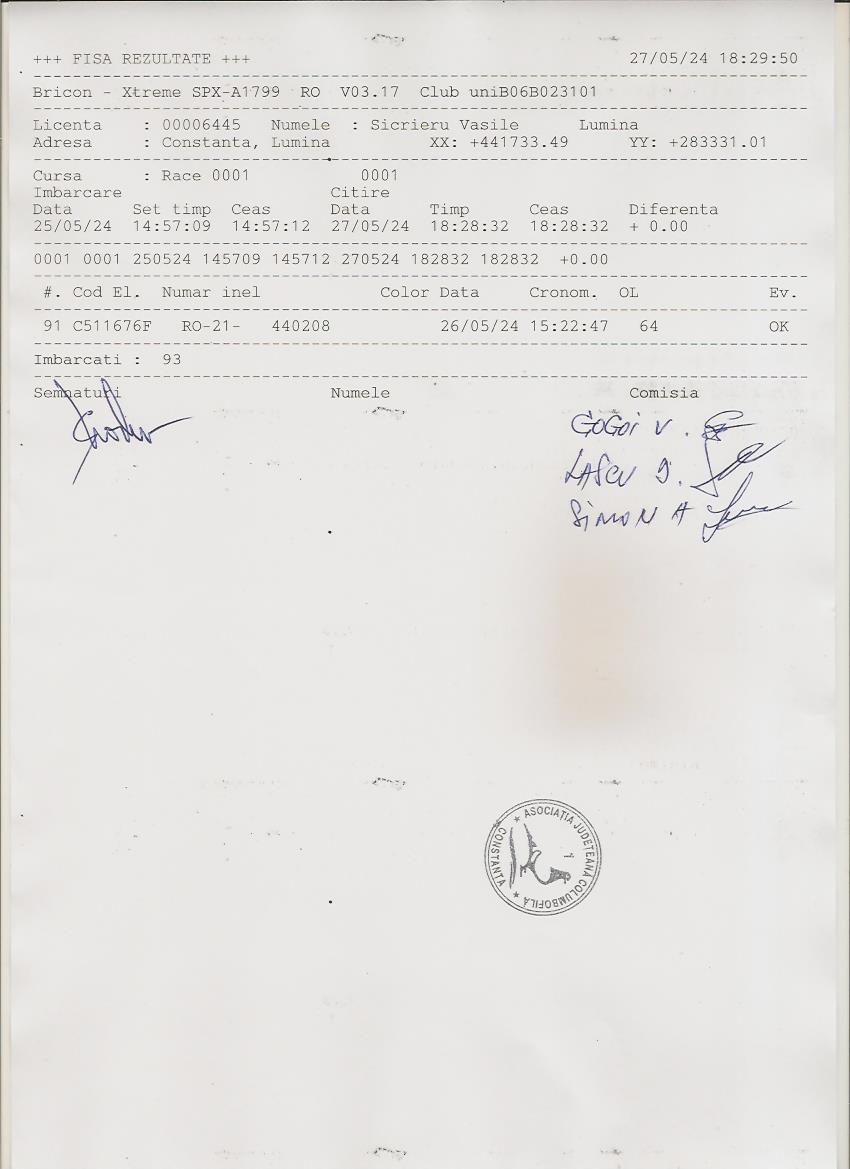 +++ FISA REZULTATE +++ 27/05/24 18:29:50
Bricon - Xtreme SPX-A1799 RO V03.17 Club uniB06B023101
Licenta : 00006445 Numele : Sicrieru Vasile Lumina
Adresa : Constanta, Lumina XX: +441733.49 YY: +283331.01
Cursa : Race 0001 0001
Imbarcare Citire
Data Set timp Ceas Data Timp Ceas Diferenta
25/05/24 14:57:09 14:57:12 27/05/24 18:28:32 18:28:32 + 0.00
0001 0001 250524 145709 145712 270524 182832 182832 +0.00
#. Cod El. Numar inel Color Data Cronom. OL Ev.
91 C511676F RO-21- 440208 26/05/24 15:22:47 64 OK
Imbarcati : 93
Semnaturi Numele Comisia
GOGOI V.
LASCU D.
SIMON A
ASOCIAȚIA JUDEȚEANA COLUMBOFILĂ
CONSTANȚA